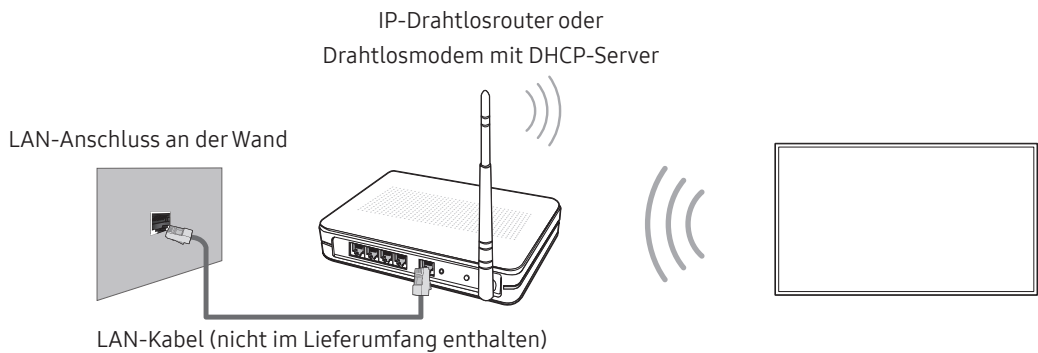 IP-Drahtlosrouter oder
Drahtlosmodem mit DHCP-Server
LAN-Anschluss an der Wand
LAN-Kabel (nicht im Lieferumfang enthalten)